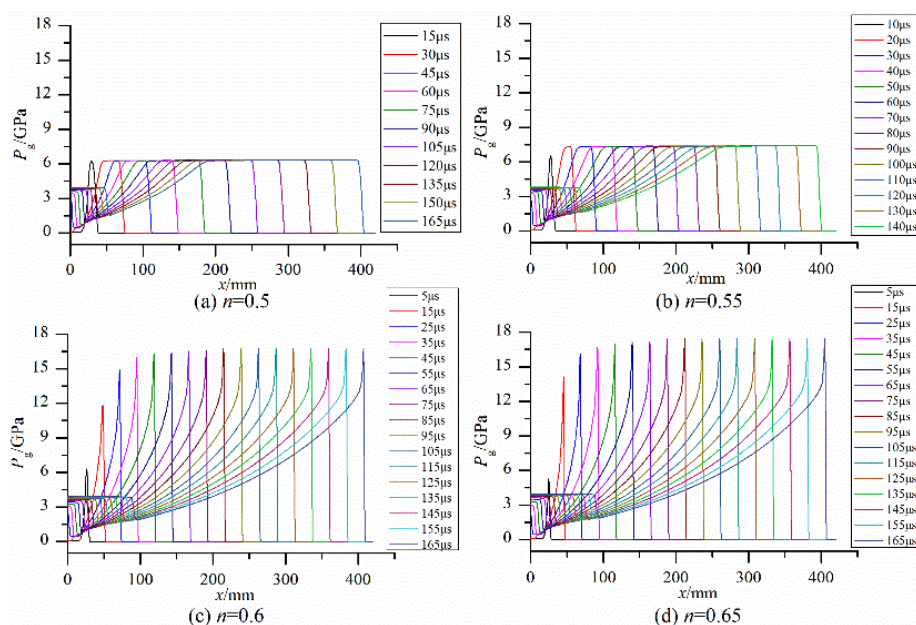 18
15
12
9
6
3
0
P g/GPa
0 100 200 300 400
x/mm
(a) n=0.5
15μs
30μs
45μs
60μs
75μs
90μs
105μs
120μs
135μs
150μs
165μs
18
15
12
9
6
3
0
P g/GPa
0 100 200 300 400
x/mm
(b) n=0.55
10μs
20μs
30μs
40μs
50μs
60μs
70μs
80μs
90μs
100μs
110μs
120μs
130μs
140μs
18
15
12
9
6
3
0
P g/GPa
0 100 200 300 400
x/mm
(c) n=0.6
5μs
15μs
25μs
35μs
45μs
55μs
65μs
75μs
85μs
95μs
105μs
115μs
125μs
135μs
145μs
155μs
165μs
18
15
12
9
6
3
0
P g/GPa
0 100 200 300 400
x/mm
(d) n=0.65
5μs
15μs
25μs
35μs
45μs
55μs
65μs
75μs
85μs
95μs
105μs
115μs
125μs
135μs
145μs
155μs
165μs